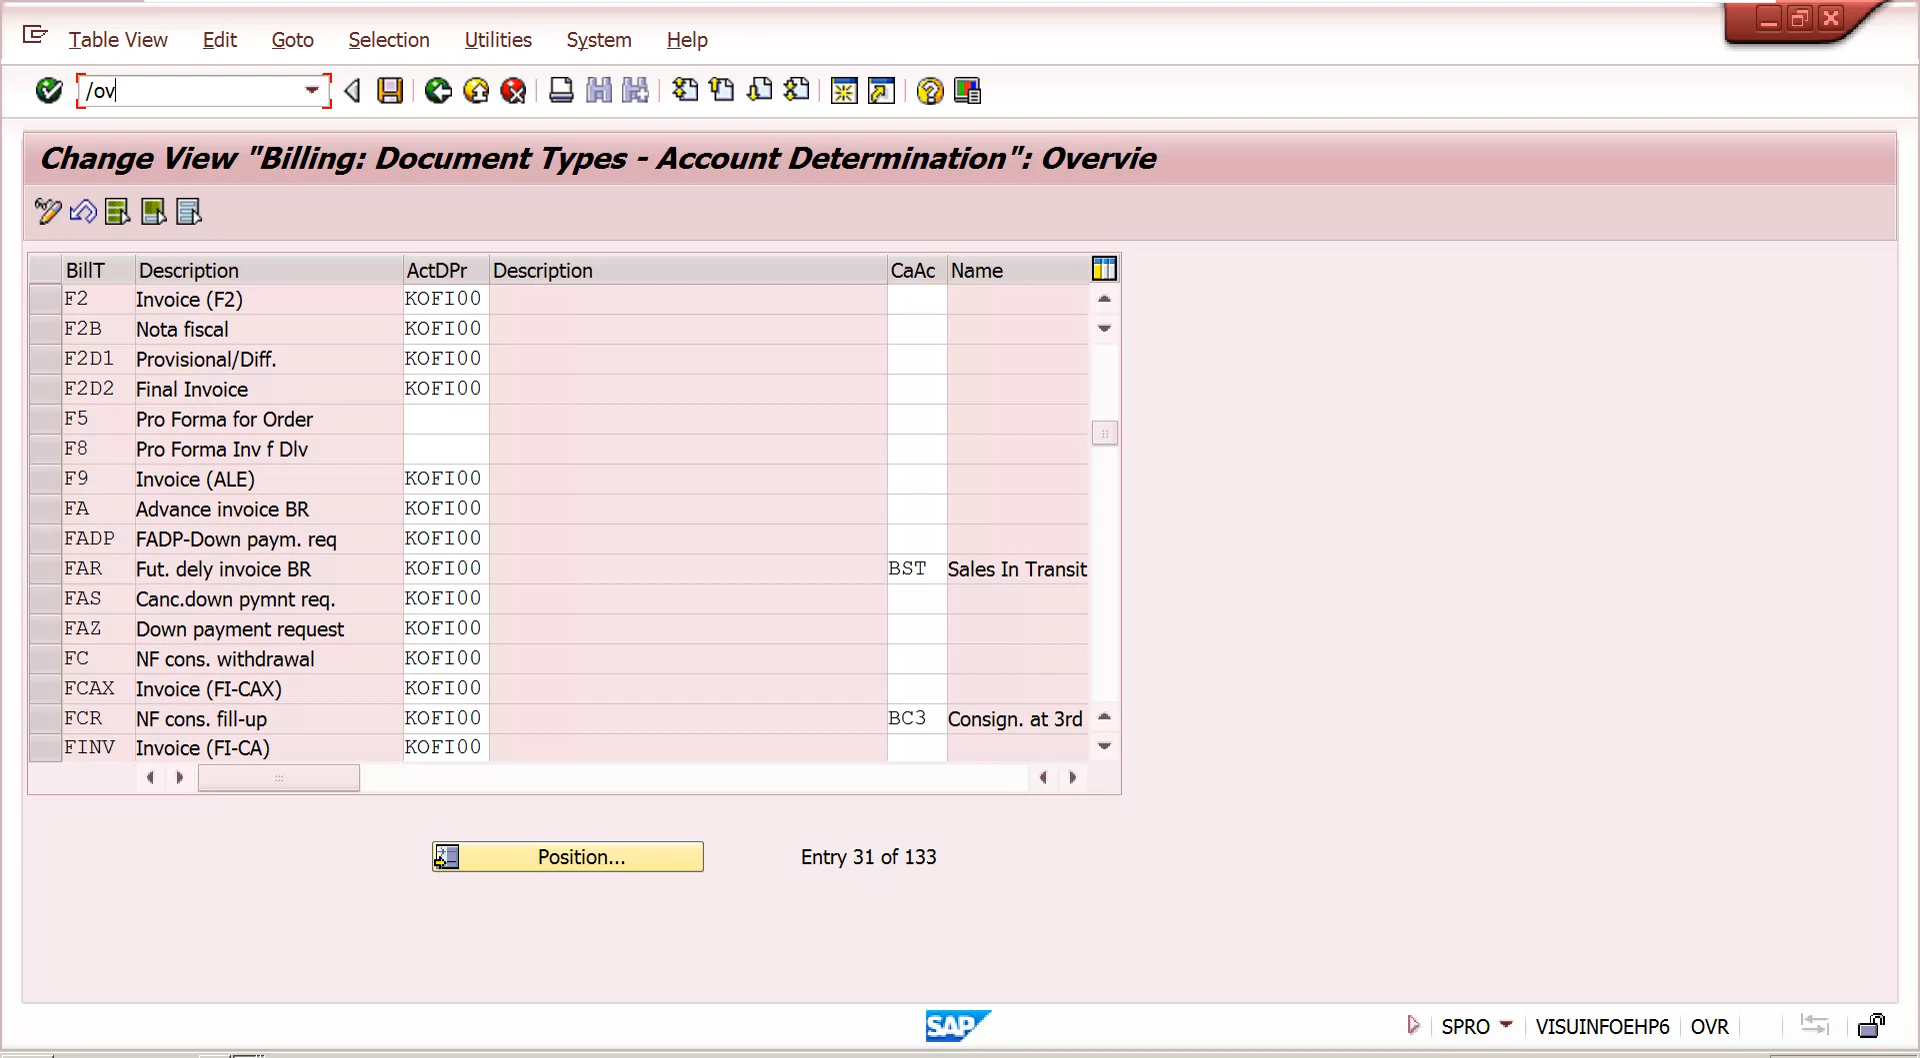 Table View Edit Goto Selection Utilities System Help
/ov
Change View "Billing: Document Types - Account Determination": Overvie
BillT Description ActDPr Description CaAc Name
F2 Invoice (F2) KOFI00
F2B Nota fiscal KOFI00
F2D1 Provisional/Diff. KOFI00
F2D2 Final Invoice KOFI00
F5 Pro Forma for Order
F8 Pro Forma Inv f Dlv
F9 Invoice (ALE) KOFI00
FA Advance invoice BR KOFI00
FADP FADP-Down paym. req KOFI00
FAR Fut. dely invoice BR KOFI00 BST Sales In Transit
FAS Canc.down pymnt req. KOFI00
FAZ Down payment request KOFI00
FC NF cons. withdrawal KOFI00
FCAX Invoice (FI-CAX) KOFI00
FCR NF cons. fill-up KOFI00 BC3 Consign. at 3rd
FINV Invoice (FI-CA) KOFI00
Position... Entry 31 of 133
SAP SPRO VISUINFOEHP6 OVR